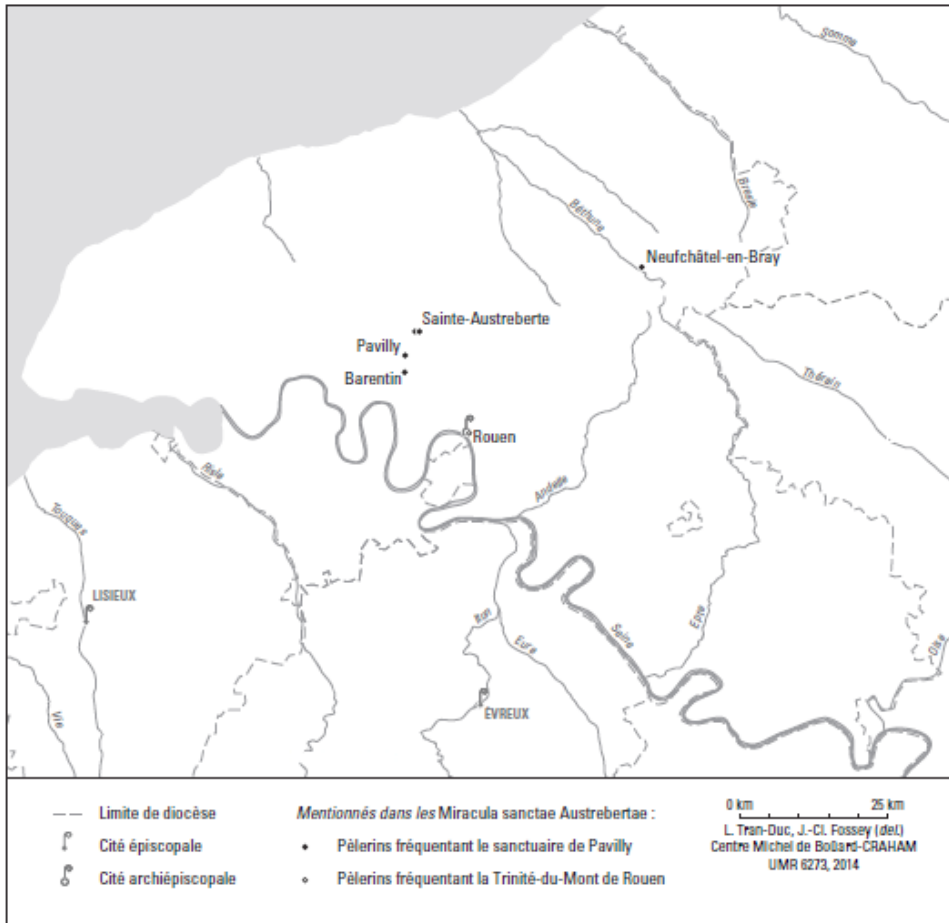 Somme
Bresle
Béthune
Neufchâtel-en-Bray
Sainte-Austreberte
Pavilly
Barentin
Thérain
Rouen
Risle
Andelle
Touques
LISIEUX
Iton
Eure
Seine
Epte
Oise
ÉVREUX
Vie
Limite de diocèse
Cité épiscopale
Cité archiépiscopale
Mentionnés dans les Miracula sanctae Austrebertae :
Pèlerins fréquentant le sanctuaire de Pavilly
Pèlerins fréquentant la Trinité-du-Mont de Rouen
0 km 25 km
L. Tran-Duc, J.-Cl. Fossey (del.)
Centre Michel de Boüard-CRAHAM
UMR 6273, 2014